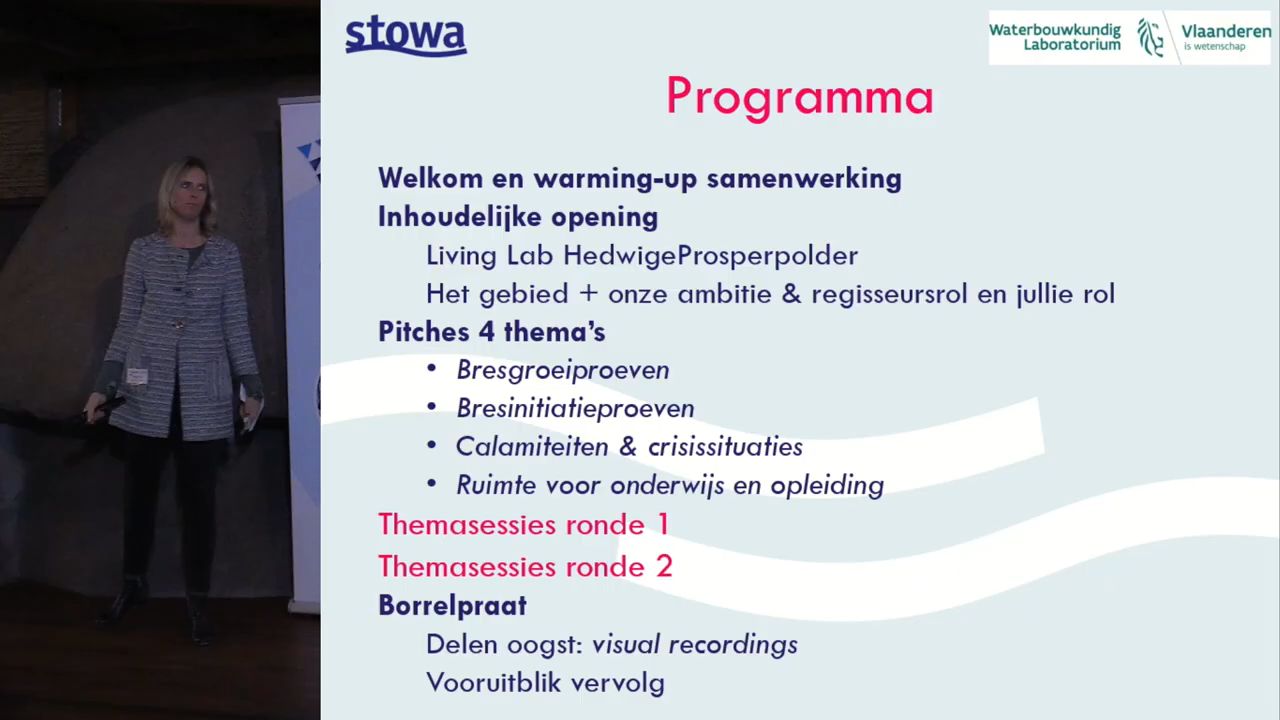 stowa
Waterbouwkundig
Laboratorium
Vlaanderen
is wetenschap
Programma
Welkom en warming-up samenwerking
Inhoudelijke opening
Living Lab HedwigeProsperpolder
Het gebied + onze ambitie & regisseursrol en jullie rol
Pitches 4 thema's
• Bresgroeiproeven
• Bresinitiatieproeven
• Calamiteiten & crisissituaties
• Ruimte voor onderwijs en opleiding
Themasessies ronde 1
Themasessies ronde 2
Borrelpraat
Delen oogst: visual recordings
Vooruitblik vervolg